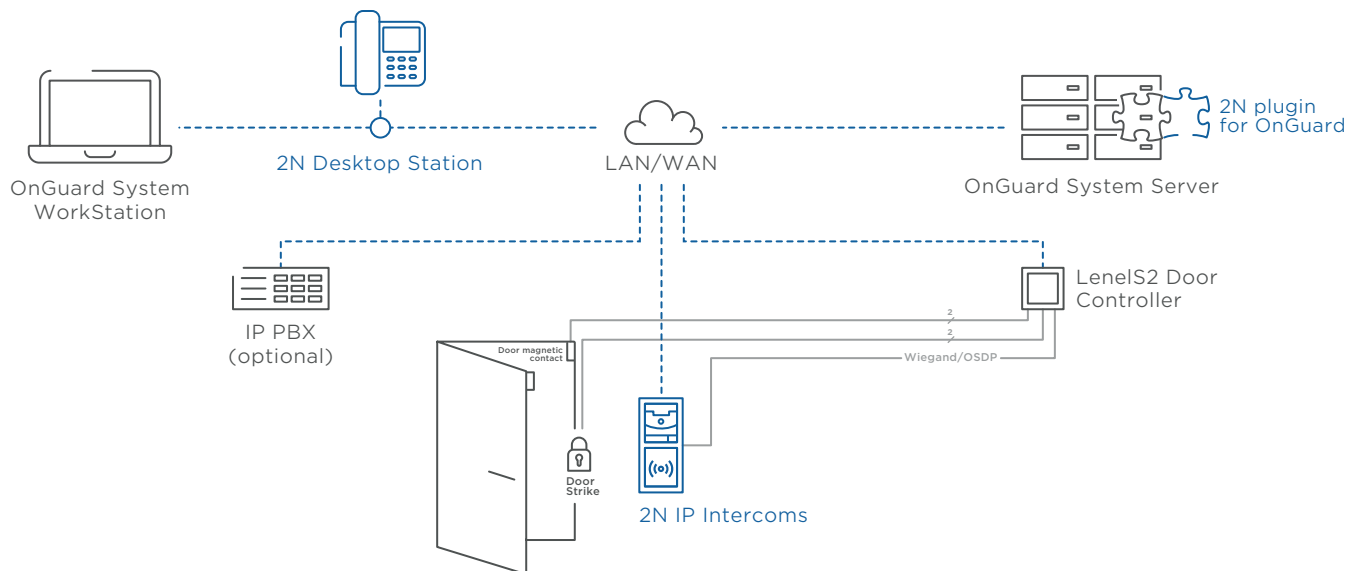 2N plugin
for OnGuard
2N Desktop Station
LAN/WAN
OnGuard System
WorkStation
OnGuard System Server
LenelS2 Door
Controller
IP PBX
(optional)
2
2
Door magnetic
contact
Wiegand/OSDP
Door
Strike
2N IP Intercoms